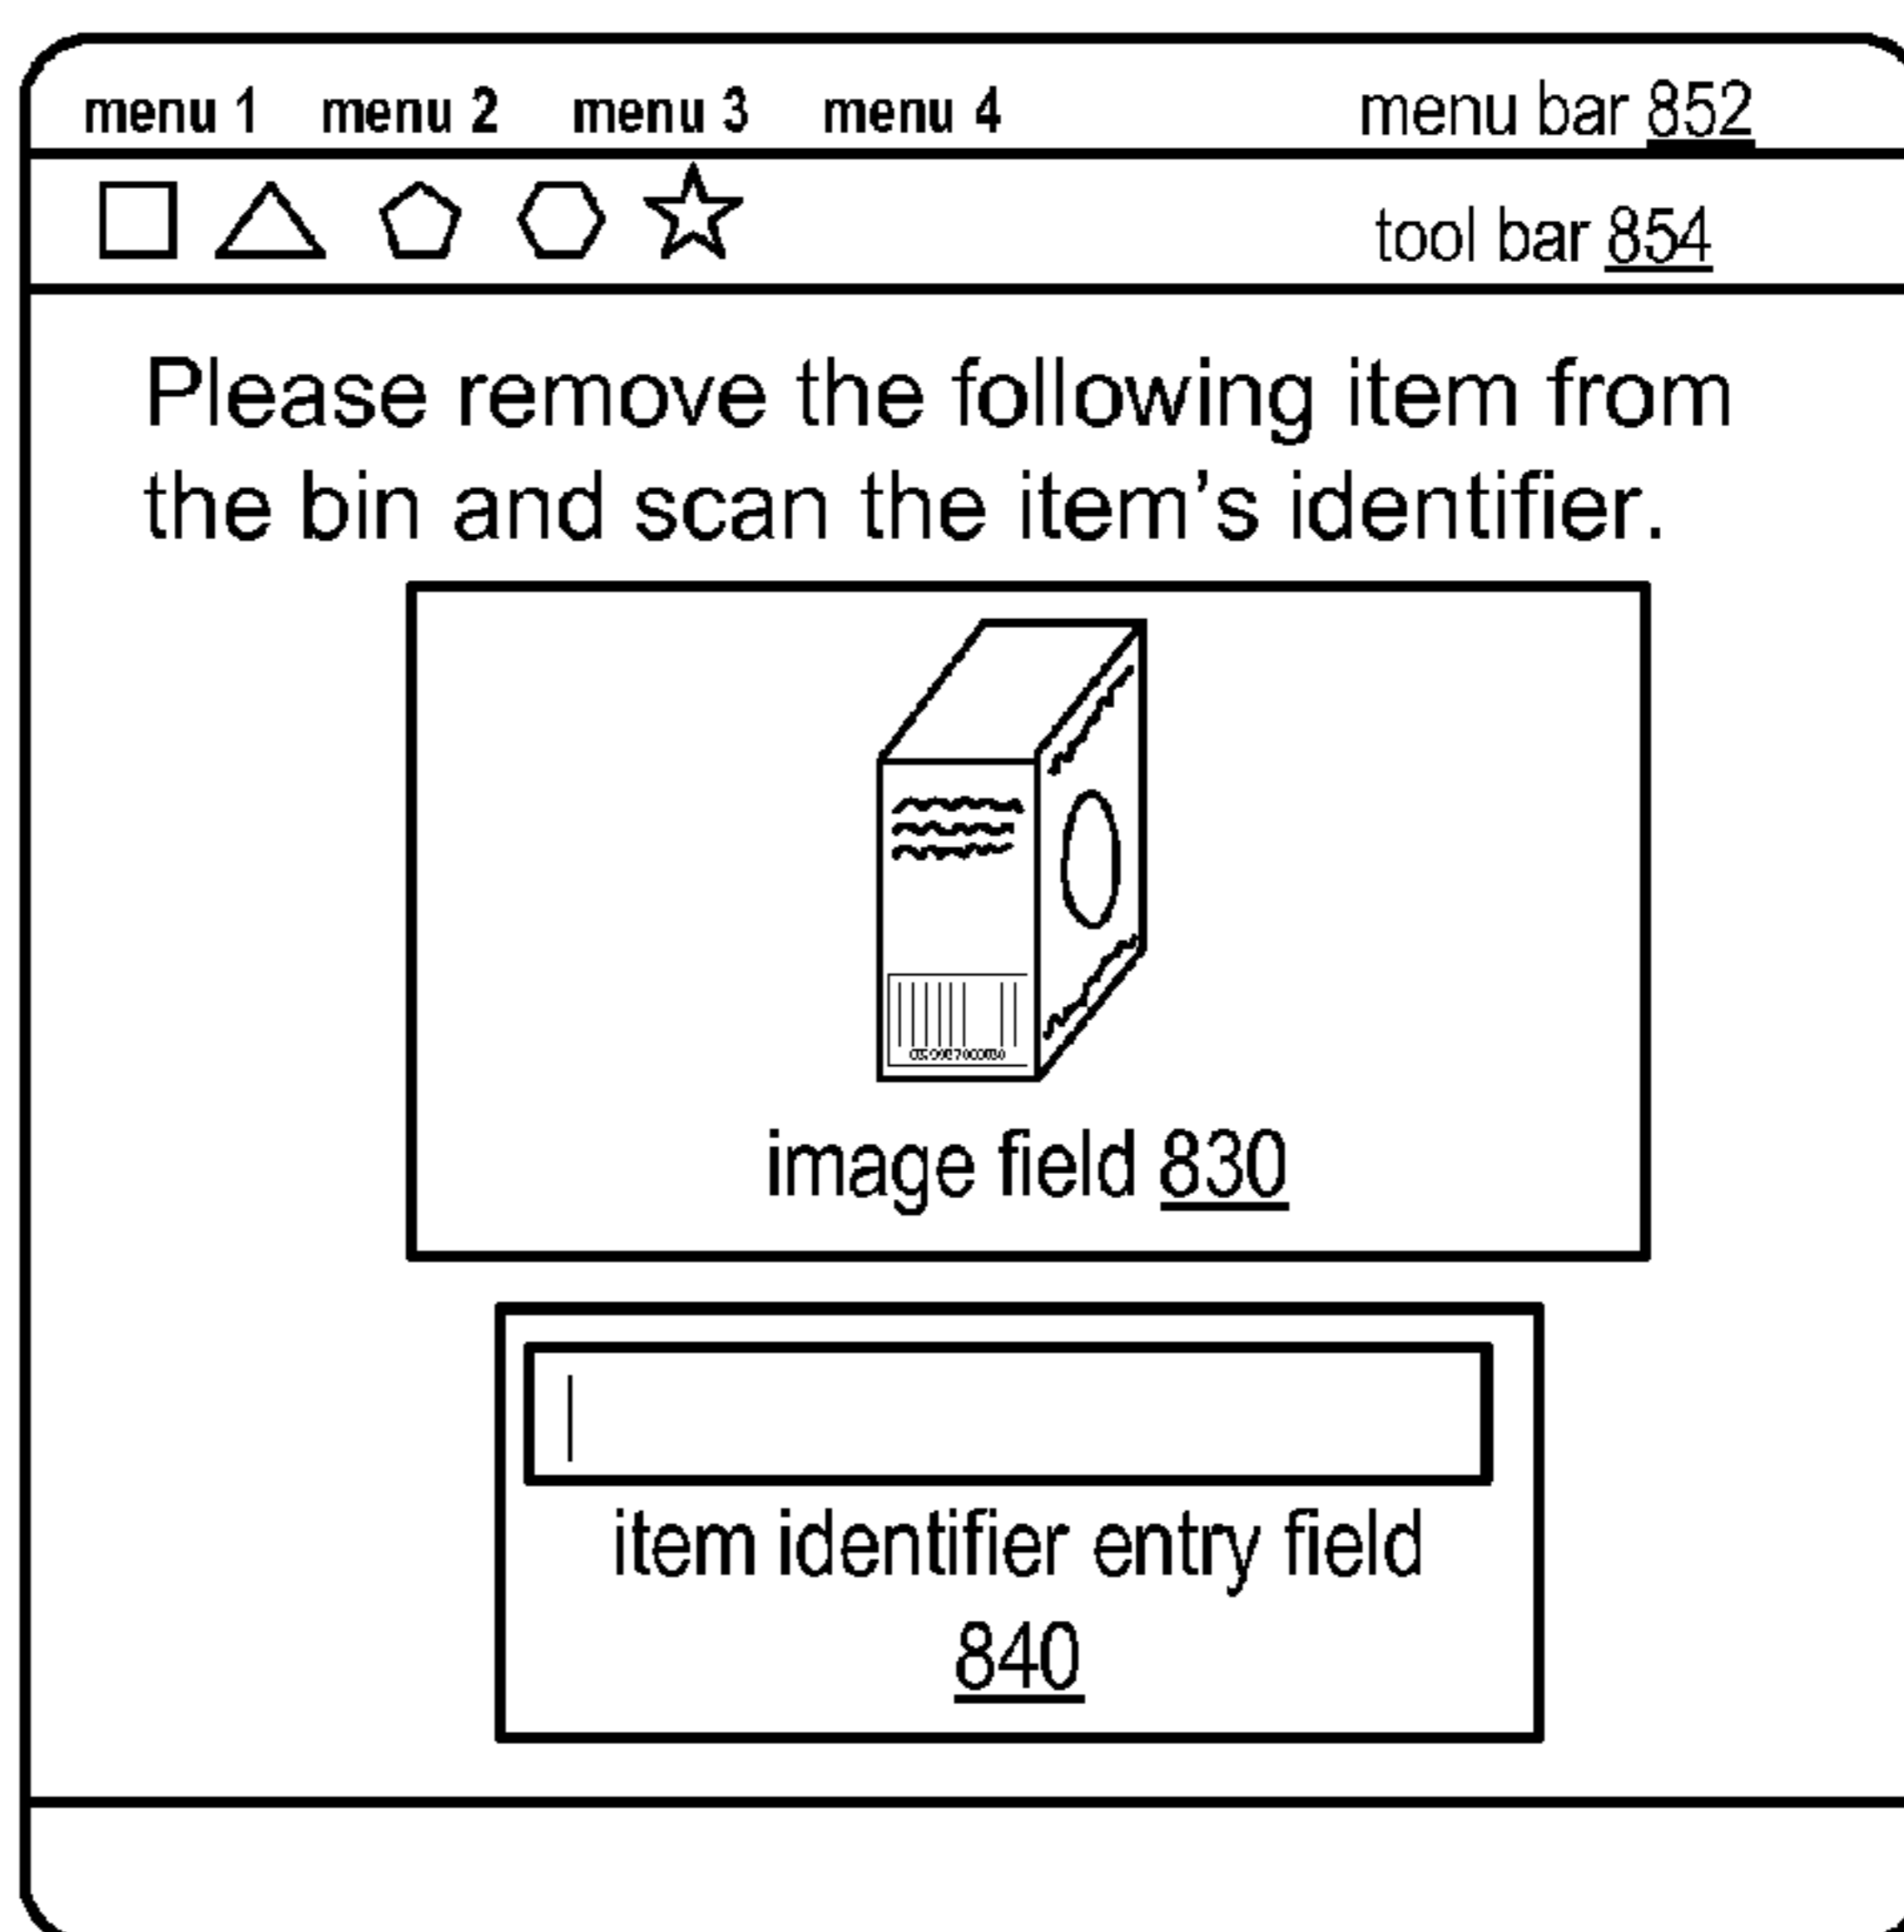 menu 1 menu 2 menu 3 menu 4 menu bar 852
tool bar 854
Please remove the following item from
the bin and scan the item’s identifier.
image field 830
item identifier entry field
840